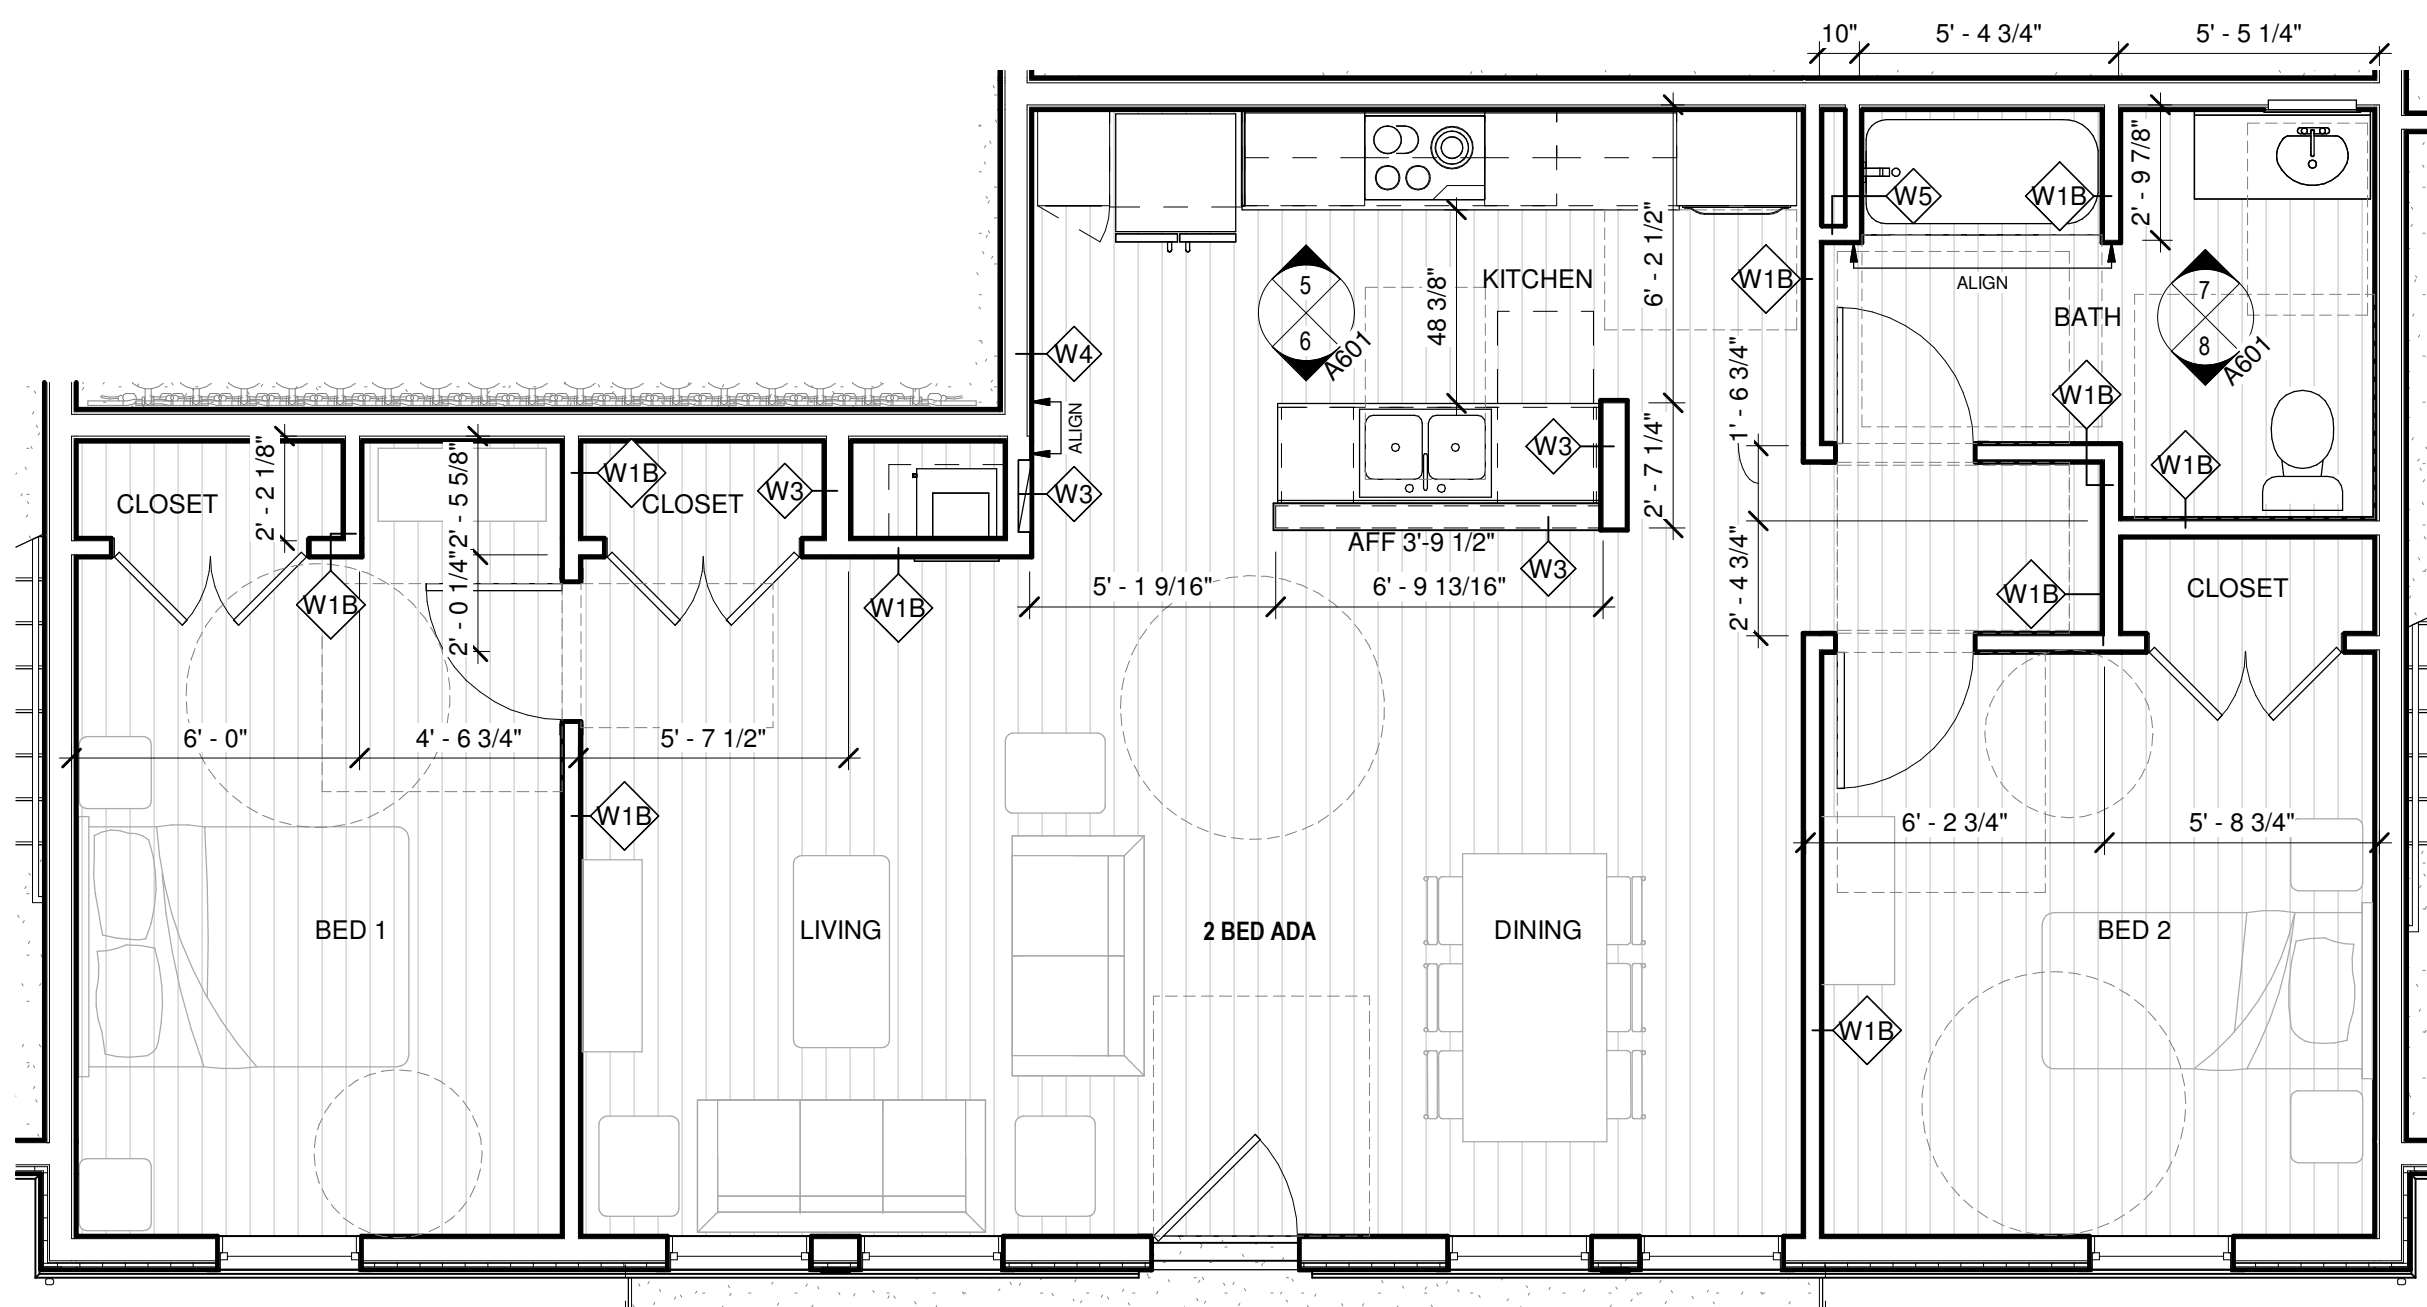 10"
5' - 4 3/4"
5' - 5 1/4"
2' - 9 7/8"
W5
W1B
6' - 2 1/2"
48 3/8"
KITCHEN
W1B
ALIGN
BATH
5
6
A601
7
8
A601
W4
ALIGN
1' - 6 3/4"
W1B
2' - 2 1/8"
2' - 5 5/8"
W1B
W3
W3
W3
2' - 7 1/4"
W1B
CLOSET
CLOSET
AFF 3'-9 1/2"
W3
2' - 0 1/4"
W1B
W1B
5' - 1 9/16"
6' - 9 13/16"
2' - 4 3/4"
W1B
CLOSET
6' - 0"
4' - 6 3/4"
5' - 7 1/2"
W1B
6' - 2 3/4"
5' - 8 3/4"
BED 1
LIVING
2 BED ADA
DINING
BED 2
W1B